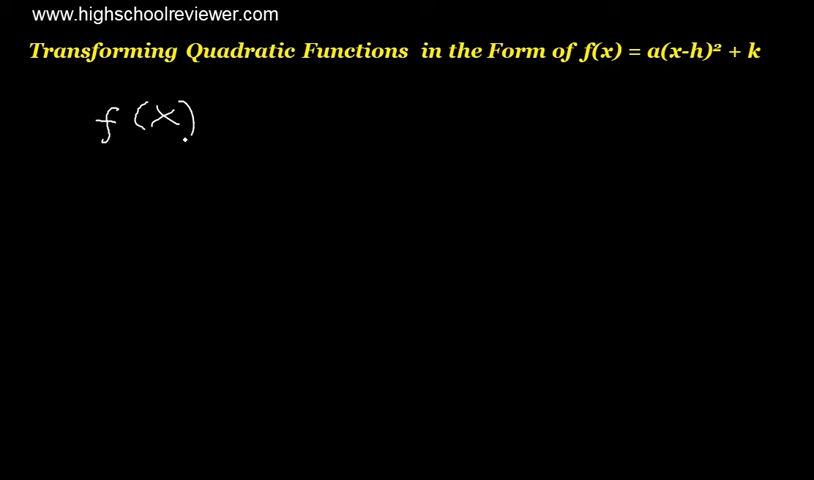 www.highschoolreviewer.com
Transforming Quadratic Functions in the Form of f(x) = a(x-h)² + k
f (x)